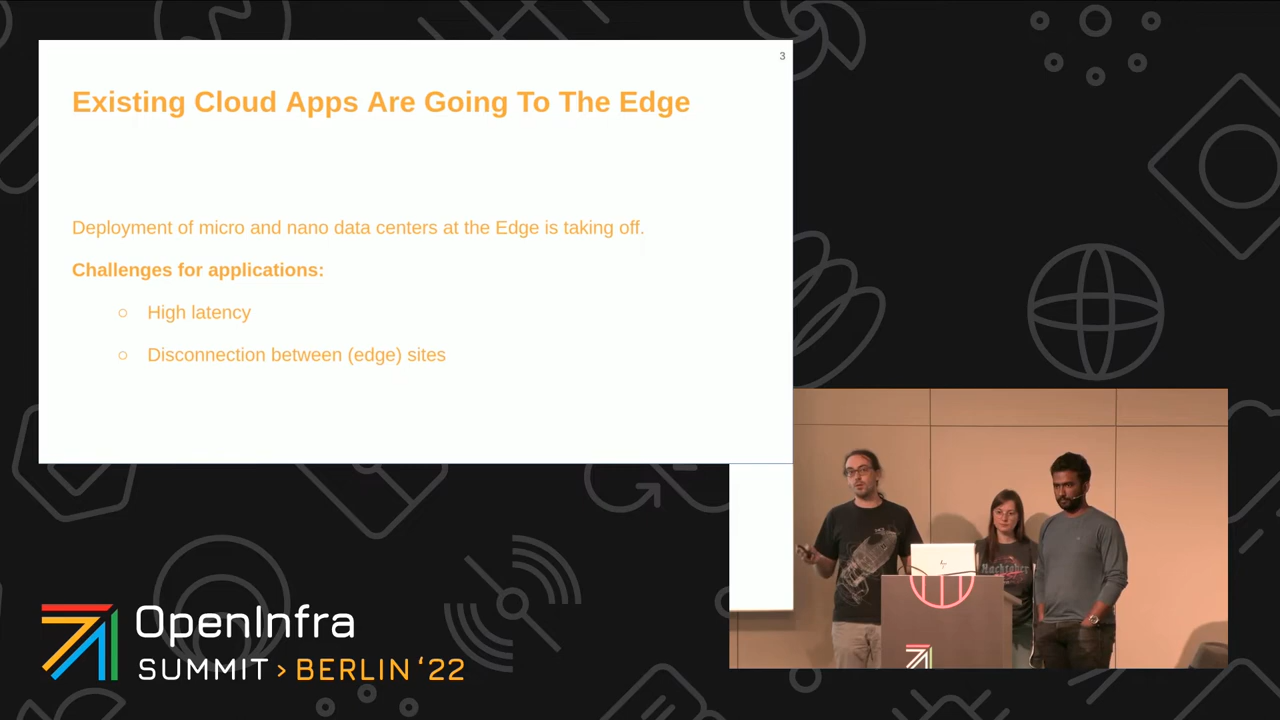 3
Existing Cloud Apps Are Going To The Edge
Deployment of micro and nano data centers at the Edge is taking off.
Challenges for applications:
○ High latency
○ Disconnection between (edge) sites
OpenInfra
SUMMIT > BERLIN ‘22